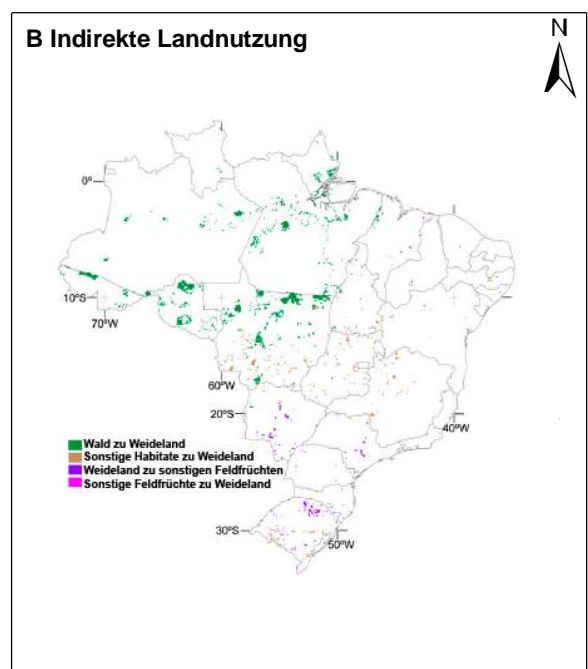 B Indirekte Landnutzung
N
0°
10°S
70°W
60°W
20°S
40°W
Wald zu Weideland
Sonstige Habitate zu Weideland
Weideland zu sonstigen Feldfrüchten
Sonstige Feldfrüchte zu Weideland
30°S
50°W